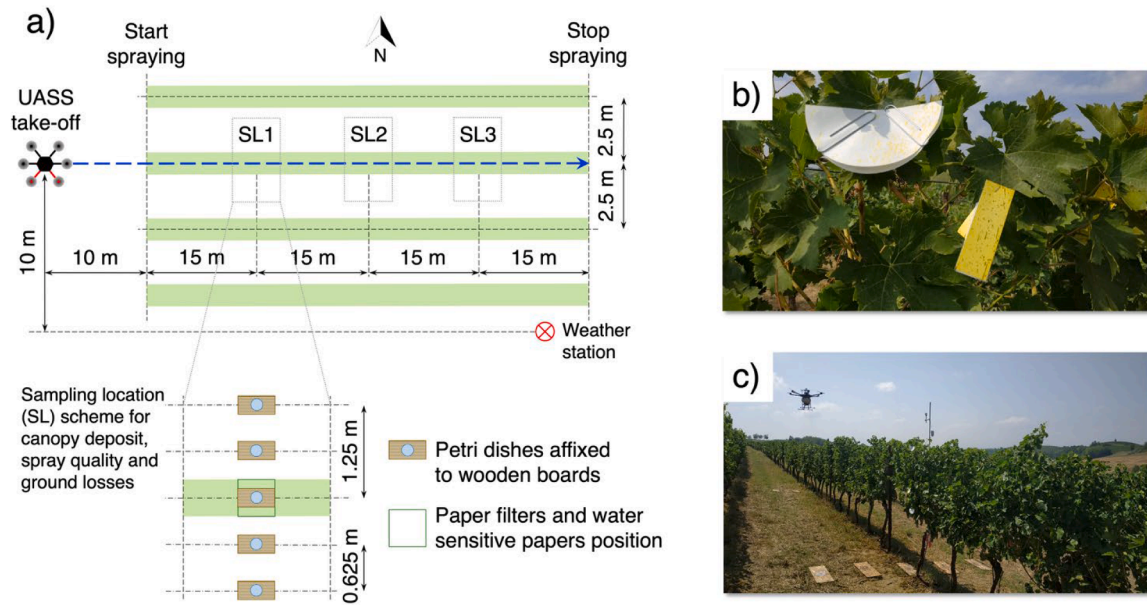 a)
Start
spraying
N
Stop
spraying
UASS
take-off
SL1
SL2
SL3
2.5 m
2.5 m
10 m
10 m
15 m
15 m
15 m
15 m
Weather
station
Sampling location
(SL) scheme for
canopy deposit,
spray quality and
ground losses
1.25 m
0.625 m
Petri dishes affixed
to wooden boards
Paper filters and water
sensitive papers position
b)
c)